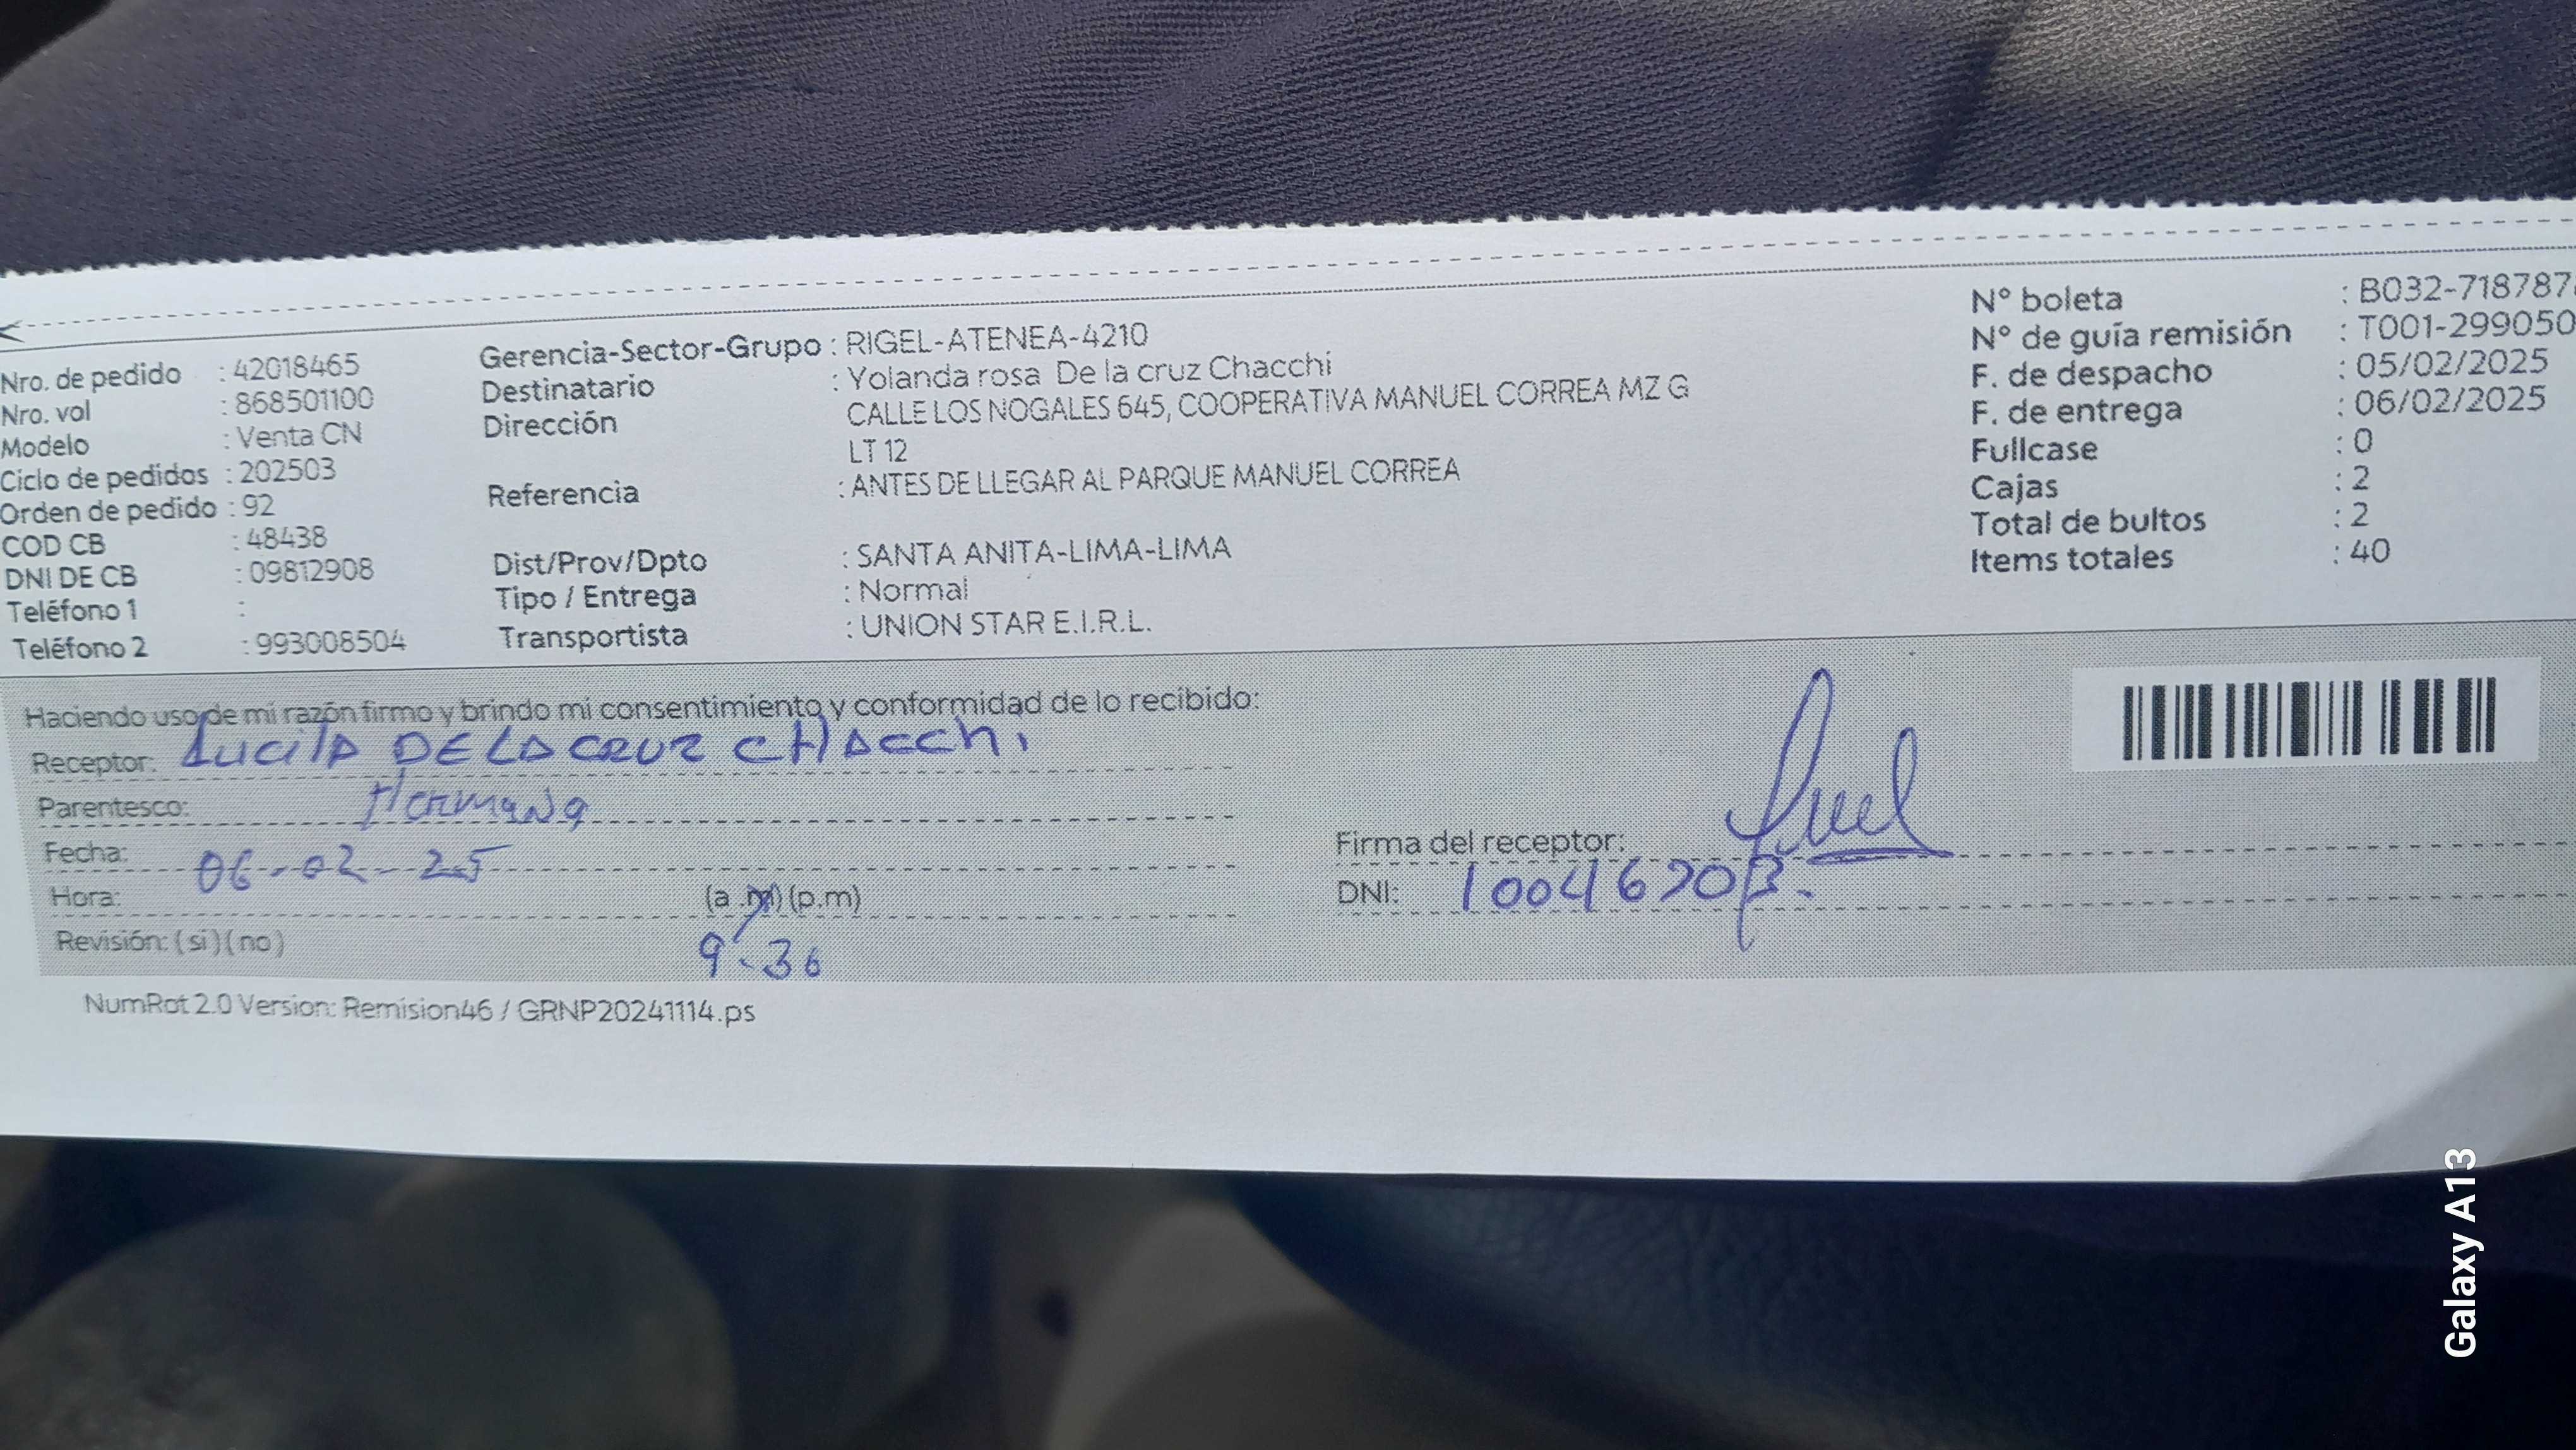 Nro. de pedido : 42018465
Nro. vol : 868501100
Modelo : Venta CN
Ciclo de pedidos : 202503
Orden de pedido : 92
COD CB : 48438
DNI DE CB : 09812908
Teléfono 1 :
Teléfono 2 : 993008504
Gerencia-Sector-Grupo : RIGEL-ATENEA-4210
Destinatario : Yolanda rosa De la cruz Chacchi
Dirección CALLE LOS NOGALES 645, COOPERATIVA MANUEL CORREA MZ G
LT 12
Referencia : ANTES DE LLEGAR AL PARQUE MANUEL CORREA
Dist/Prov/Dpto : SANTA ANITA-LIMA-LIMA
Tipo / Entrega : Normal
Transportista : UNION STAR E.I.R.L.
N° boleta : B032-718787
N° de guía remisión : T001-299050
F. de despacho : 05/02/2025
F. de entrega : 06/02/2025
Fullcase : 0
Cajas : 2
Total de bultos : 2
Items totales : 40
Haciendo uso de mi razón firmo y brindo mi consentimiento y conformidad de lo recibido:
Receptor: Lucila DE LA CRUZ CHAcchi
Parentesco: Hermana
Fecha: 06-02-25
Hora: (a.m)(p.m)
Revisión: (si)(no) 9.36
Firma del receptor:
DNI: 1004670
NumRot 2.0 Version: Remision46 / GRNP20241114.ps
Galaxy A13